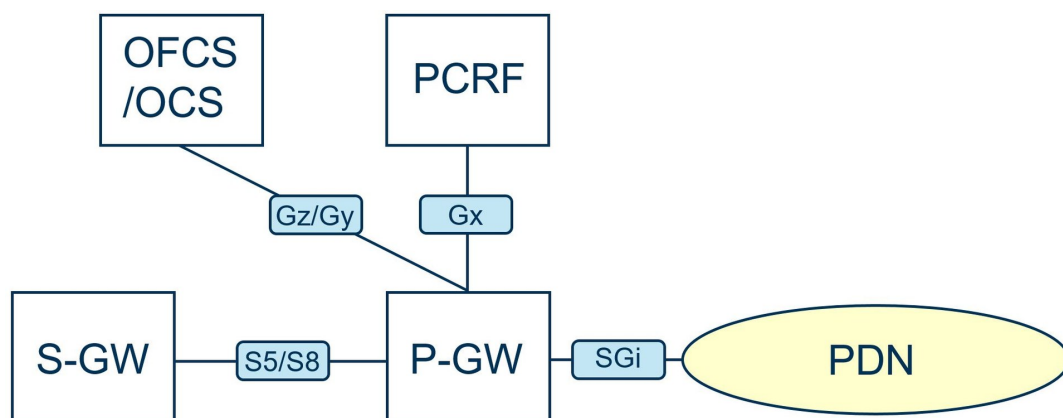 OFCS
/OCS
PCRF
Gz/Gy
Gx
S-GW
S5/S8
P-GW
SGi
PDN